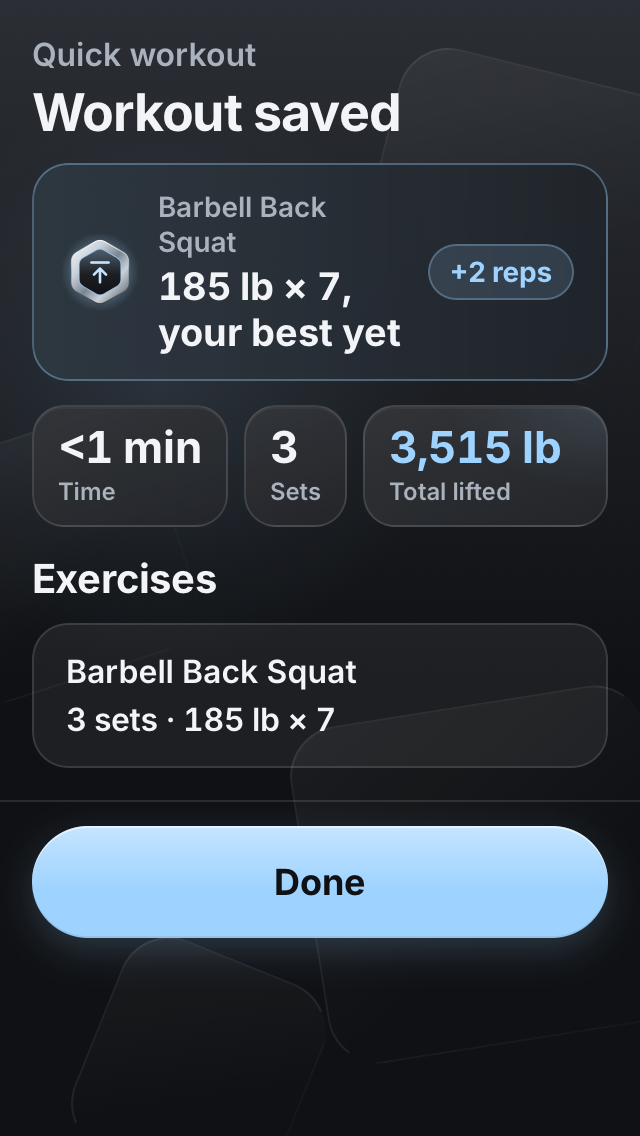 Quick workout
Workout saved
Barbell Back
Squat
185 lb × 7,
your best yet
+2 reps
<1 min
Time
3
Sets
3,515 lb
Total lifted
Exercises
Barbell Back Squat
3 sets · 185 lb × 7
Done